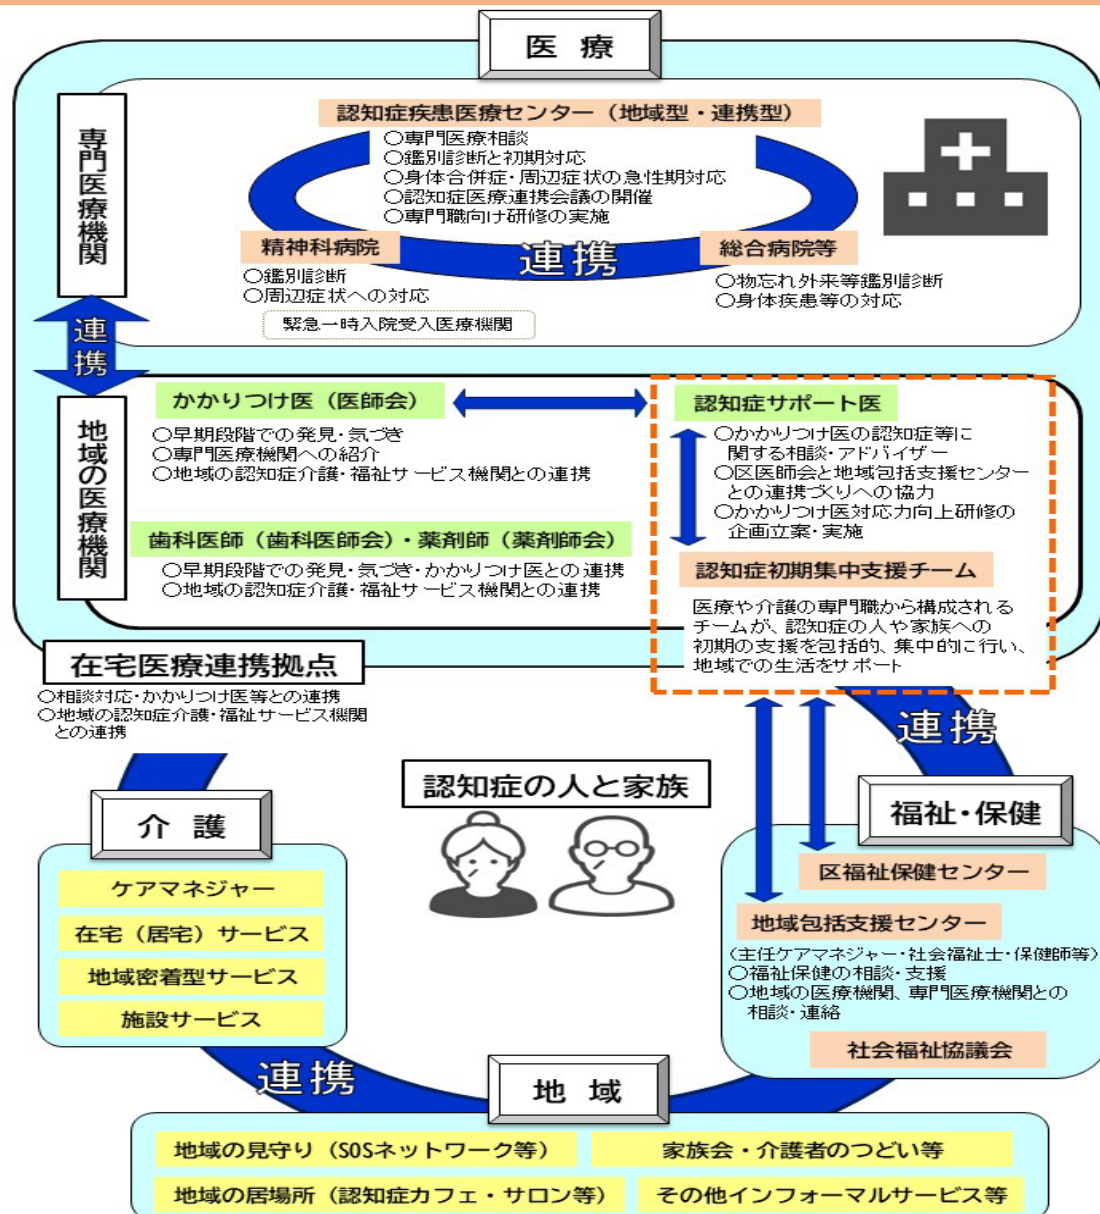 医 療
専門医療機関
認知症疾患医療センター（地域型・連携型）
○専門医療相談
○鑑別診断と初期対応
○身体合併症・周辺症状の急性期対応
○認知症医療連携会議の開催
○専門職向け研修の実施
連携
精神科病院
○鑑別診断
○周辺症状への対応
緊急一時入院受入医療機関
総合病院等
○物忘れ外来等鑑別診断
○身体疾患等の対応
連携
地域の医療機関
かかりつけ医（医師会）
○早期段階での発見・気づき
○専門医療機関への紹介
○地域の認知症介護・福祉サービス機関との連携
歯科医師（歯科医師会）・薬剤師（薬剤師会）
○早期段階での発見・気づき・かかりつけ医との連携
○地域の認知症介護・福祉サービス機関との連携
認知症サポート医
○かかりつけ医の認知症等に
関する相談・アドバイザー
○区医師会と地域包括支援センター
との連携づくりへの協力
○かかりつけ医対応力向上研修の
企画立案・実施
認知症初期集中支援チーム
医療や介護の専門職から構成される
チームが、認知症の人や家族への
初期の支援を包括的、集中的に行い、
地域での生活をサポート
在宅医療連携拠点
○相談対応・かかりつけ医等との連携
○地域の認知症介護・福祉サービス機関
との連携
連携
認知症の人と家族
介 護
ケアマネジャー
在宅（居宅）サービス
地域密着型サービス
施設サービス
福祉・保健
区福祉保健センター
地域包括支援センター
（主任ケアマネジャー・社会福祉士・保健師等）
○福祉保健の相談・支援
○地域の医療機関、専門医療機関との
相談・連絡
社会福祉協議会
連携
地 域
地域の見守り（SOSネットワーク等）
家族会・介護者のつどい等
地域の居場所（認知症カフェ・サロン等）
その他インフォーマルサービス等